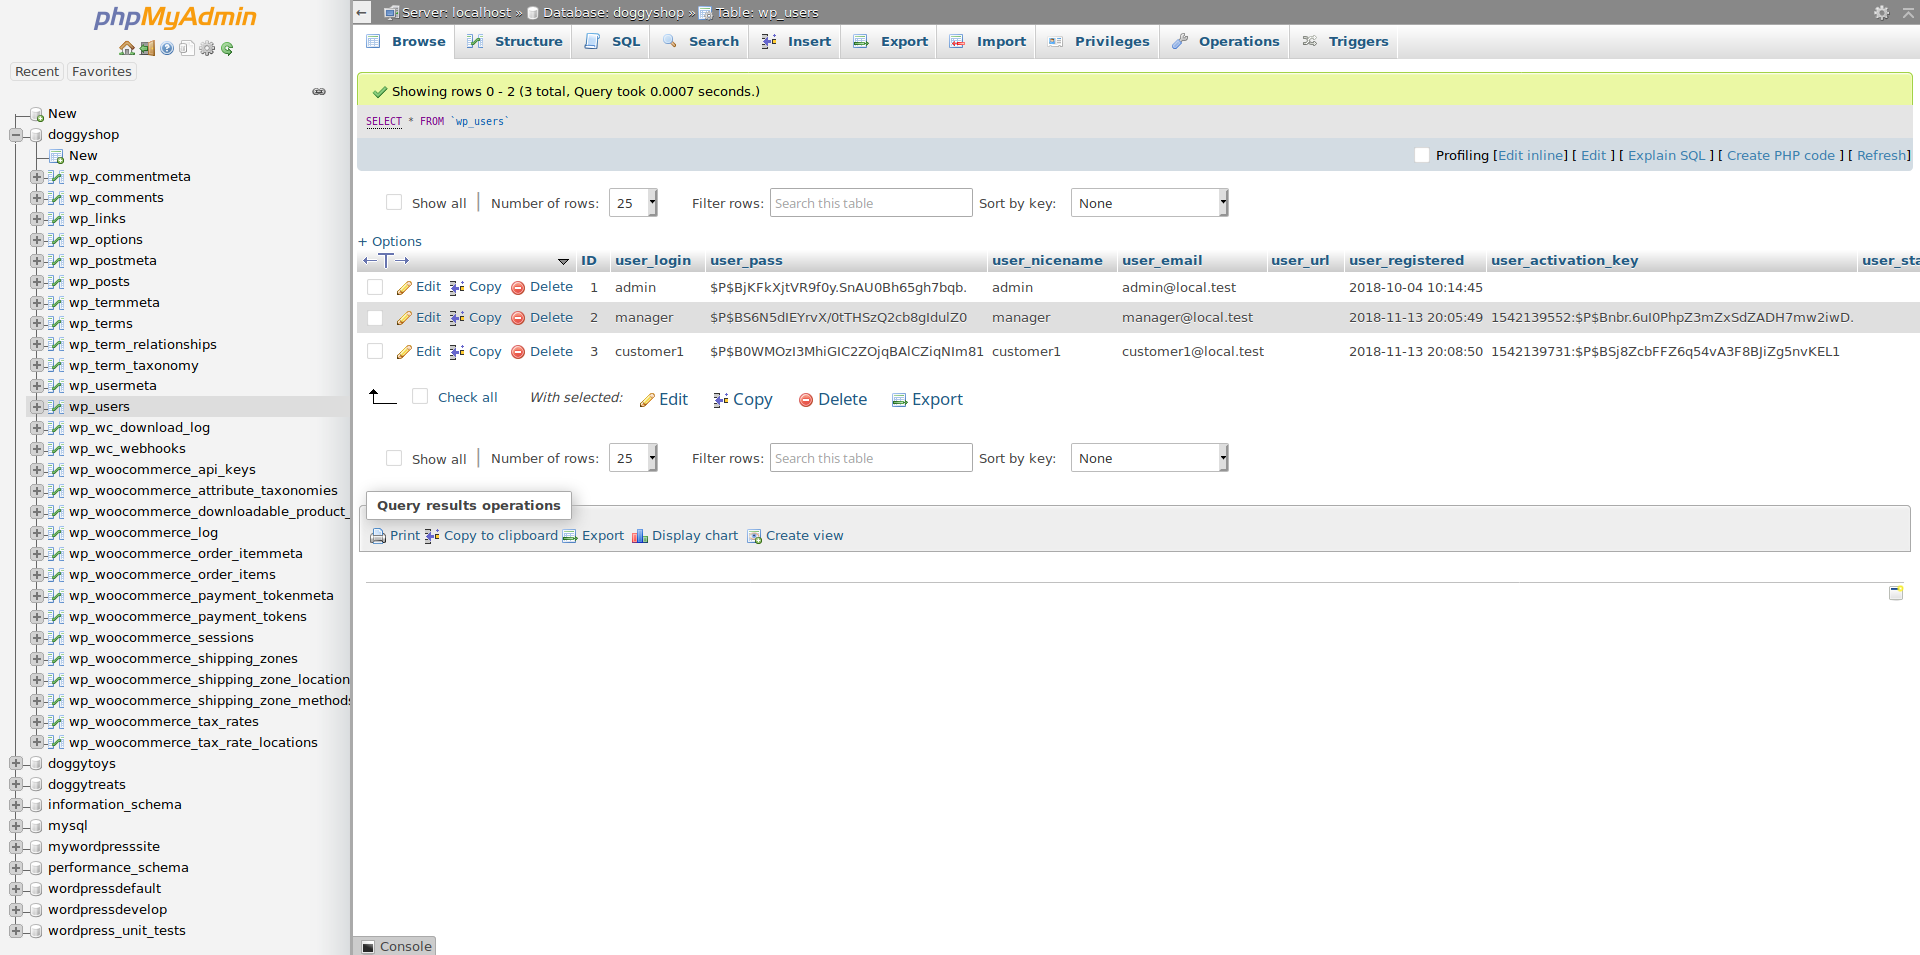 phpMyAdmin
Recent Favorites
New
doggyshop
New
wp_commentmeta
wp_comments
wp_links
wp_options
wp_postmeta
wp_posts
wp_termmeta
wp_terms
wp_term_relationships
wp_term_taxonomy
wp_usermeta
wp_users
wp_wc_download_log
wp_wc_webhooks
wp_woocommerce_api_keys
wp_woocommerce_attribute_taxonomies
wp_woocommerce_downloadable_product_
wp_woocommerce_log
wp_woocommerce_order_itemmeta
wp_woocommerce_order_items
wp_woocommerce_payment_tokenmeta
wp_woocommerce_payment_tokens
wp_woocommerce_sessions
wp_woocommerce_shipping_zones
wp_woocommerce_shipping_zone_location
wp_woocommerce_shipping_zone_methods
wp_woocommerce_tax_rates
wp_woocommerce_tax_rate_locations
doggytoys
doggytreats
information_schema
mysql
mywordpresssite
performance_schema
wordpressdefault
wordpressdevelop
wordpress_unit_tests
Server: localhost » Database: doggyshop » Table: wp_users
Browse Structure SQL Search Insert Export Import Privileges Operations Triggers
Showing rows 0 - 2 (3 total, Query took 0.0007 seconds.)
SELECT * FROM `wp_users`
Profiling [Edit inline] [ Edit ] [ Explain SQL ] [ Create PHP code ] [ Refresh]
Show all | Number of rows: 25 Filter rows: Search this table Sort by key: None
+ Options
←T→ ID user_login user_pass user_nicename user_email user_url user_registered user_activation_key user_sta
Edit Copy Delete 1 admin $P$BjKFkXjtVR9f0y.SnAU0Bh65gh7bqb. admin admin@local.test 2018-10-04 10:14:45
Edit Copy Delete 2 manager $P$BS6N5dIEYrvX/0tTHSzQ2cb8gIdulZ0 manager manager@local.test 2018-11-13 20:05:49 1542139552:$P$Bnbr.6uI0PhpZ3mZxSdZADH7mw2iwD.
Edit Copy Delete 3 customer1 $P$B0WMOzI3MhiGIC2ZOjqBAlCZiqNIm81 customer1 customer1@local.test 2018-11-13 20:08:50 1542139731:$P$BSj8ZcbFFZ6q54vA3F8BJiZg5nvKEL1
Check all With selected: Edit Copy Delete Export
Show all | Number of rows: 25 Filter rows: Search this table Sort by key: None
Query results operations
Print Copy to clipboard Export Display chart Create view
Console